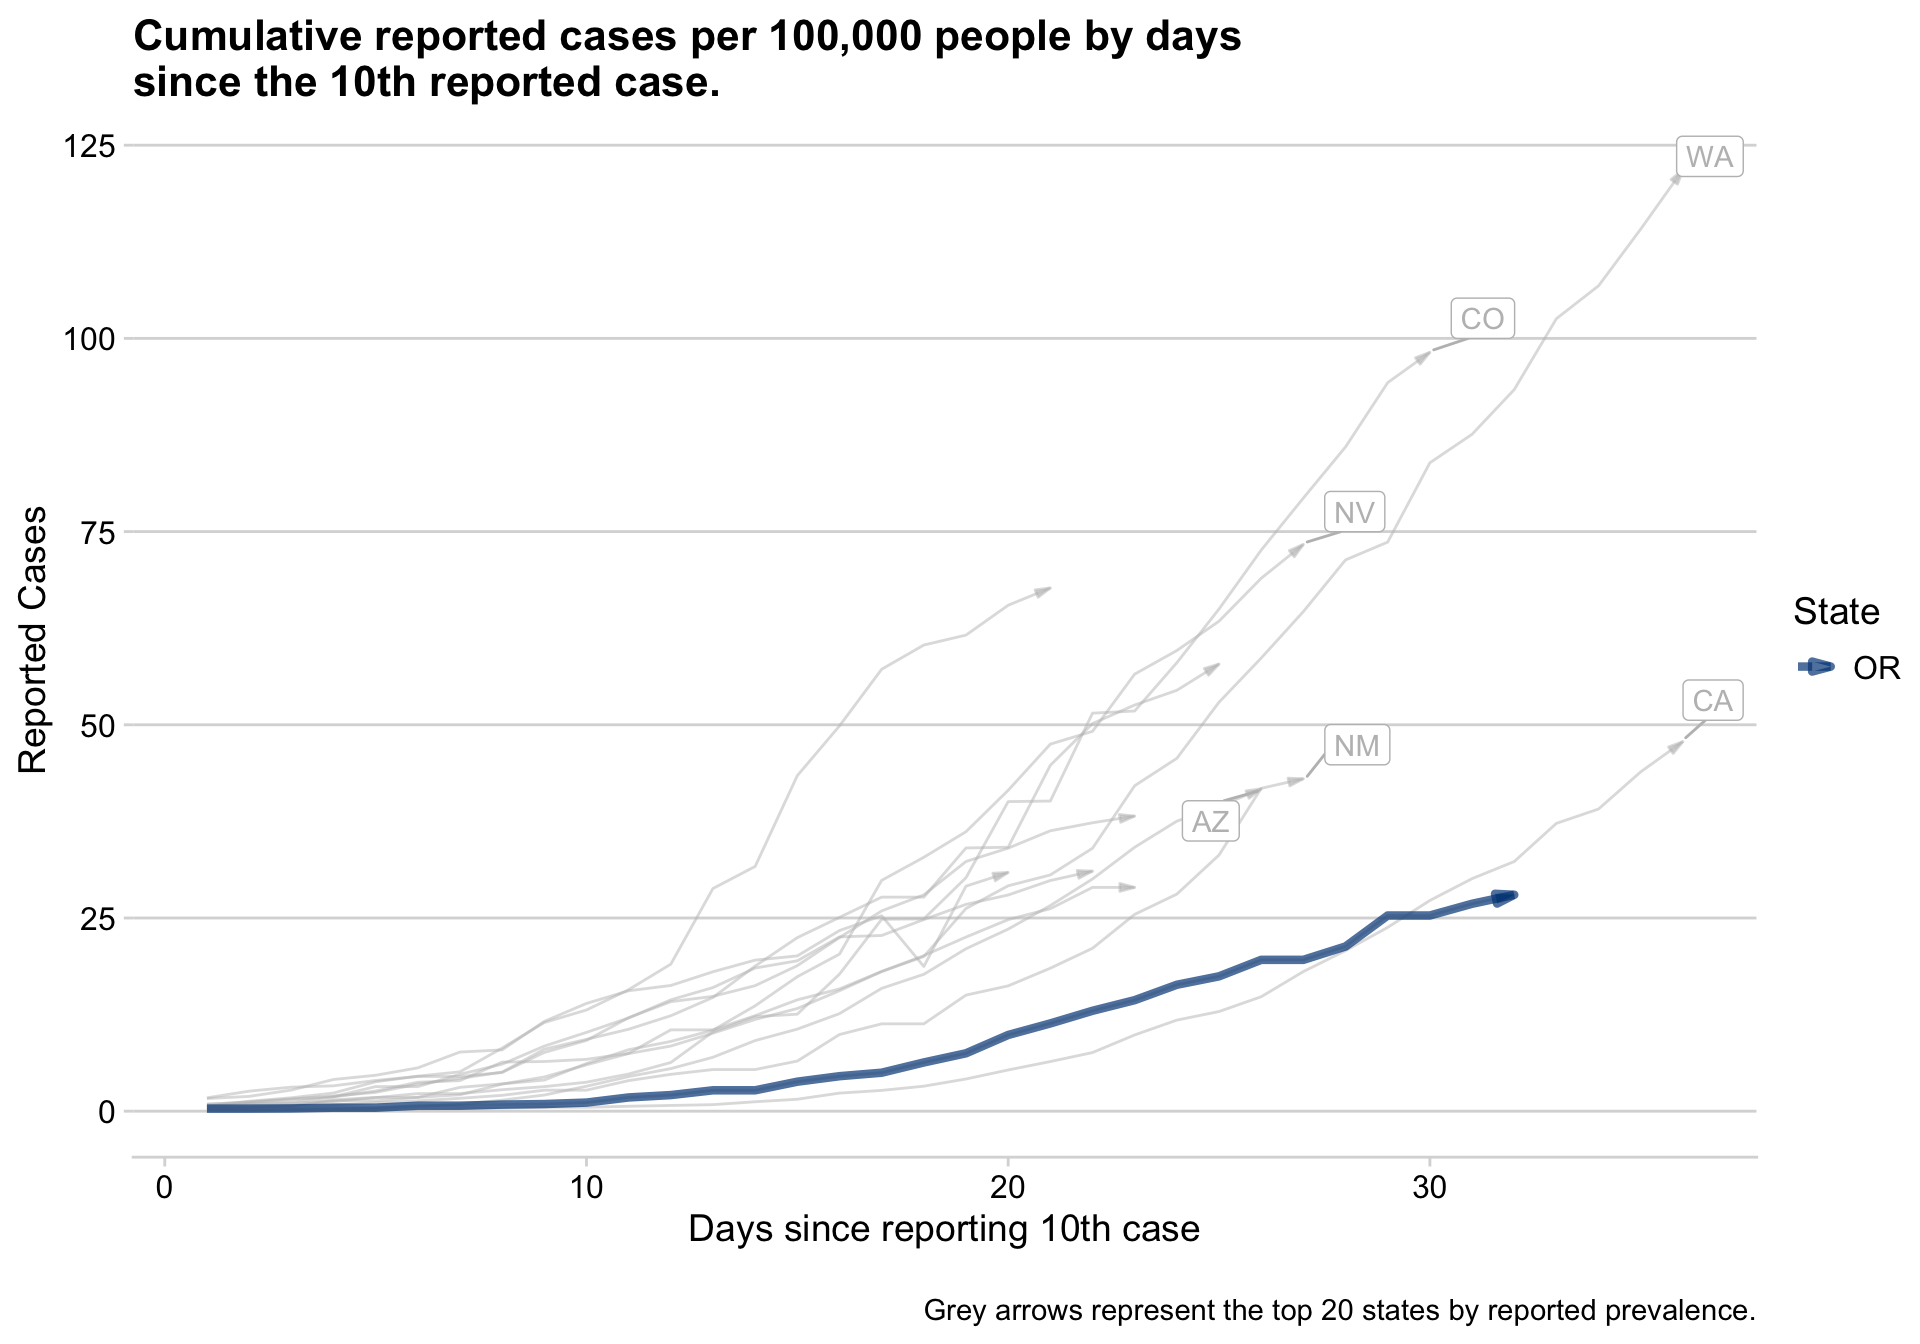 Cumulative reported cases per 100,000 people by days
since the 10th reported case.
125
100
75
50
25
0
Reported Cases
WA
CO
NV
CA
NM
AZ
State
OR
0
10
20
30
Days since reporting 10th case
Grey arrows represent the top 20 states by reported prevalence.